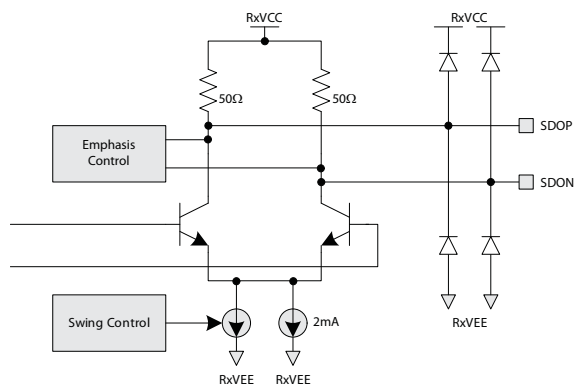 RxVCC
RxVCC
50Ω
50Ω
SDOP
Emphasis
Control
SDON
Swing Control
2mA
RxVEE
RxVEE
RxVEE